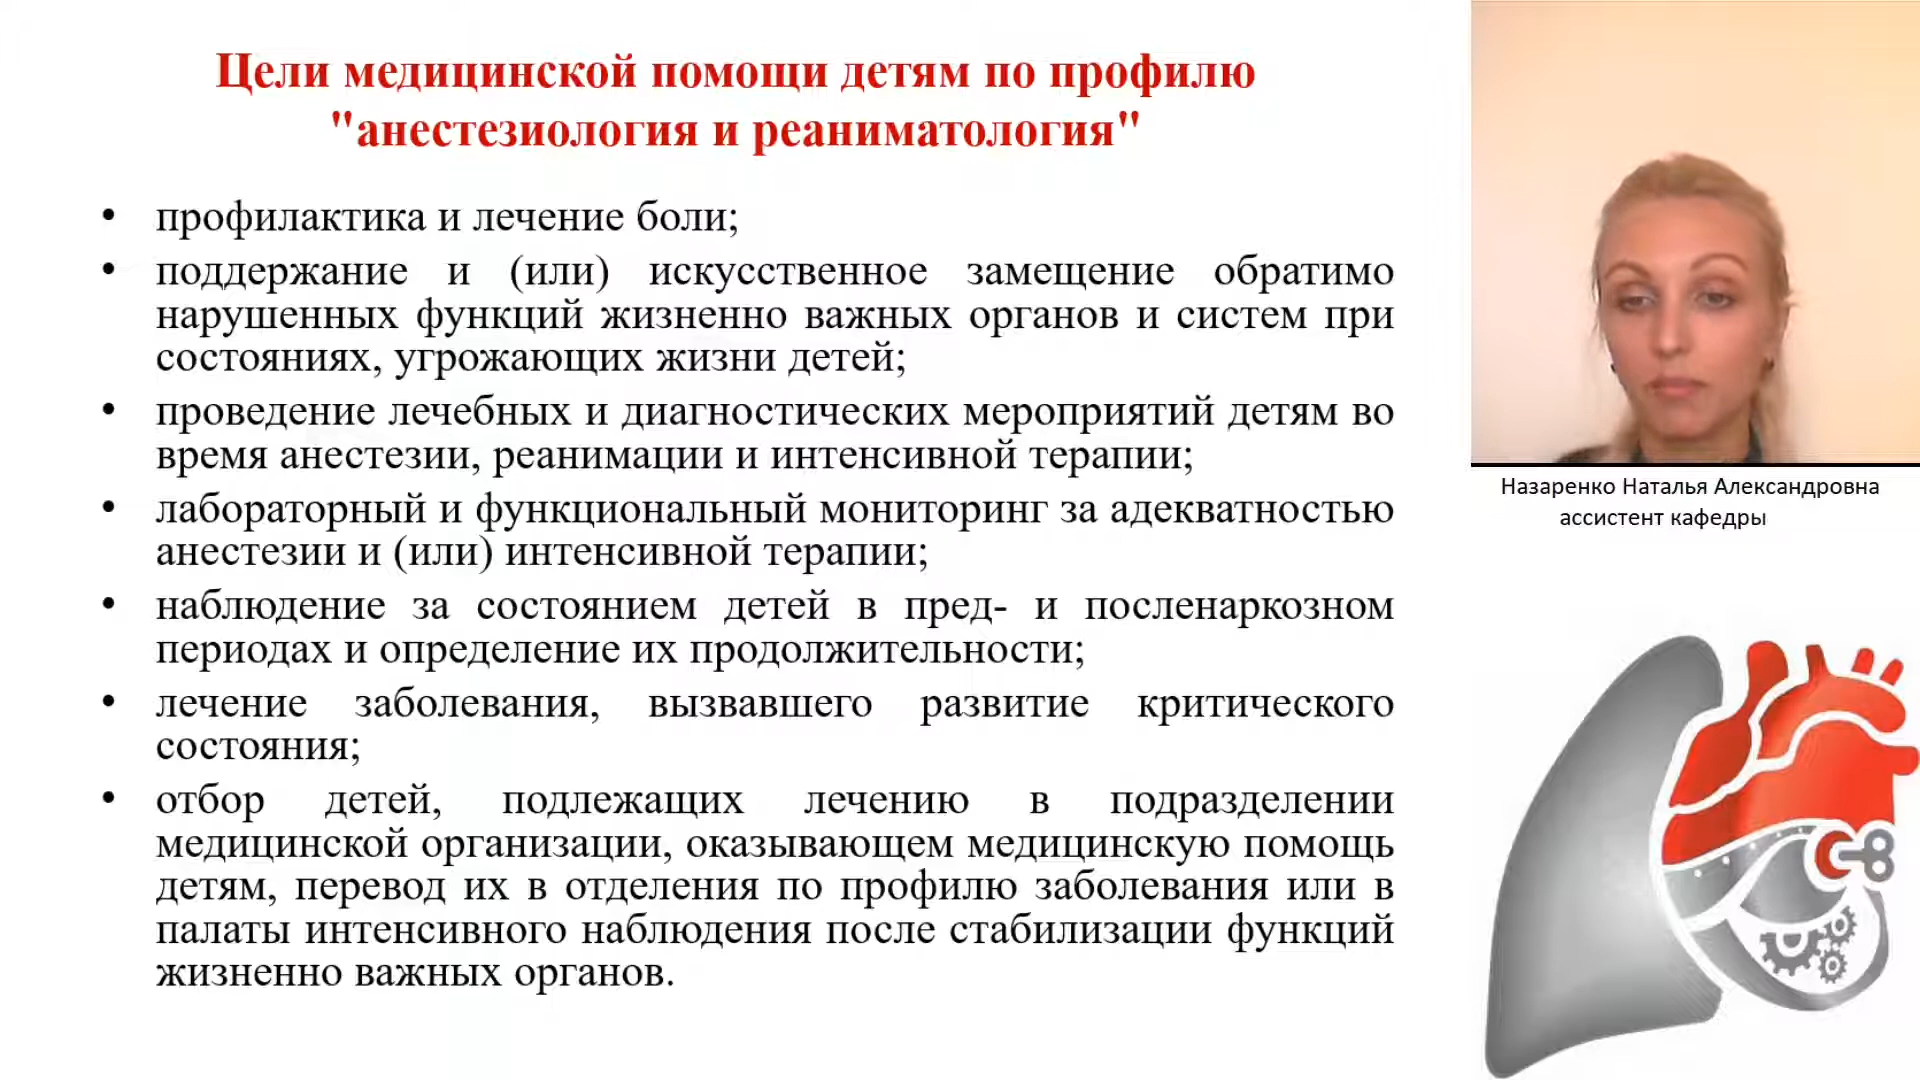 Цели медицинской помощи детям по профилю
"анестезиология и реаниматология"
• профилактика и лечение боли;
• поддержание и (или) искусственное замещение обратимо
нарушенных функций жизненно важных органов и систем при
состояниях, угрожающих жизни детей;
• проведение лечебных и диагностических мероприятий детям во
время анестезии, реанимации и интенсивной терапии;
• лабораторный и функциональный мониторинг за адекватностью
анестезии и (или) интенсивной терапии;
• наблюдение за состоянием детей в пред- и посленаркозном
периодах и определение их продолжительности;
• лечение заболевания, вызвавшего развитие критического
состояния;
• отбор детей, подлежащих лечению в подразделении
медицинской организации, оказывающем медицинскую помощь
детям, перевод их в отделения по профилю заболевания или в
палаты интенсивного наблюдения после стабилизации функций
жизненно важных органов.
Назаренко Наталья Александровна
ассистент кафедры